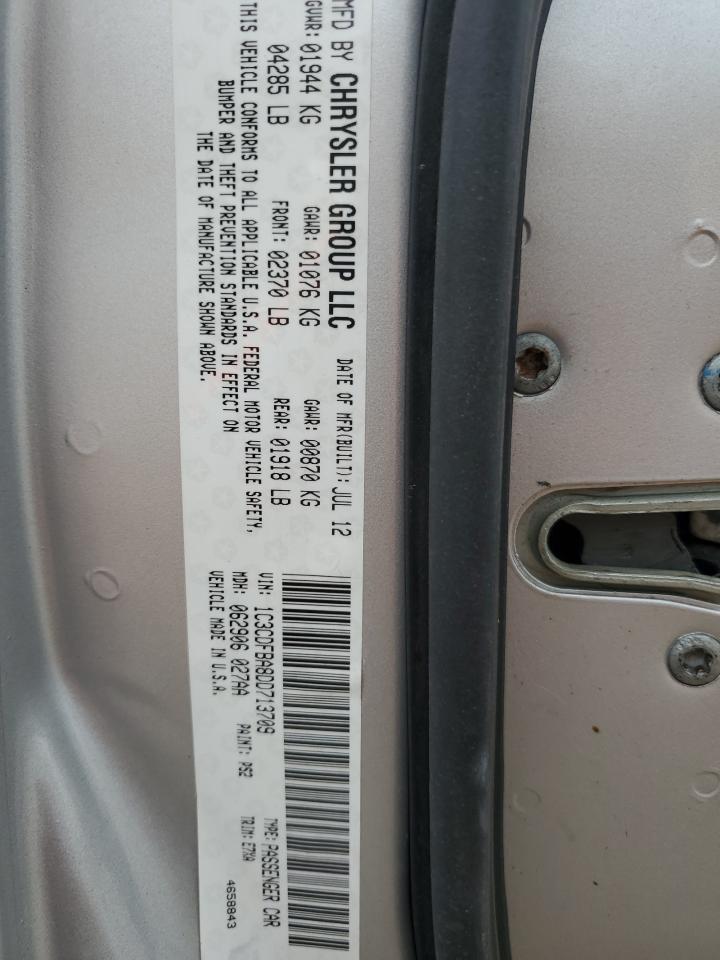 MFD BY CHRYSLER GROUP LLC DATE OF MFR(BUILT): JUL 12
GVWR: 01944 KG GAWR: 01076 KG GAWR: 00870 KG
04285 LB FRONT: 02370 LB REAR: 01918 LB
THIS VEHICLE CONFORMS TO ALL APPLICABLE U.S.A. FEDERAL MOTOR VEHICLE SAFETY,
BUMPER AND THEFT PREVENTION STANDARDS IN EFFECT ON
THE DATE OF MANUFACTURE SHOWN ABOVE.
VIN: 1C3CDFBA8DD713709 TYPE: PASSENGER CAR
MDH: 062906 027AA PAINT: PS2 TRIM: E7XA
VEHICLE MADE IN U.S.A. 4658843